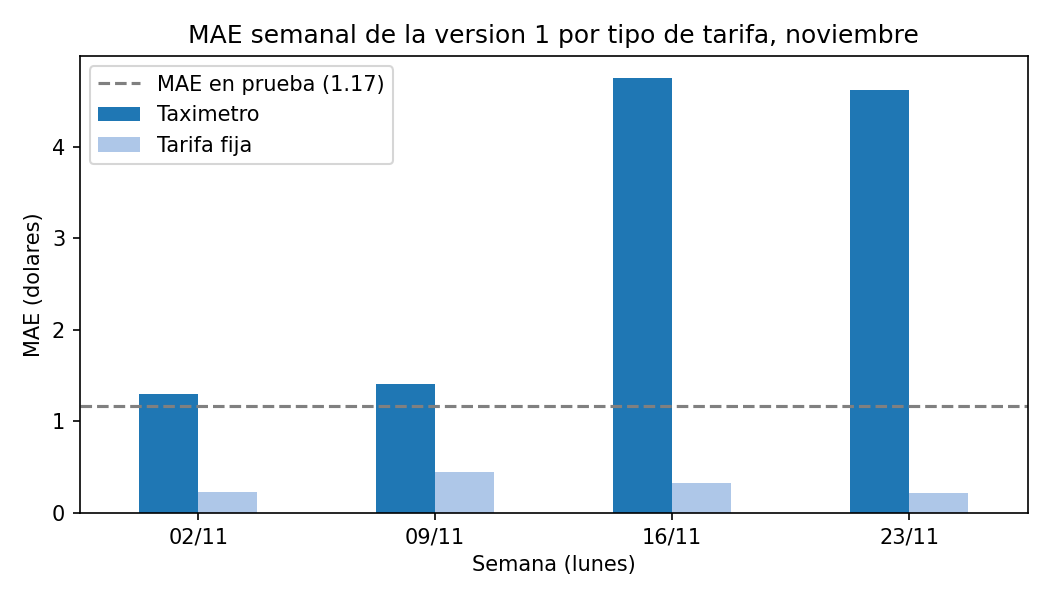 MAE semanal de la version 1 por tipo de tarifa, noviembre
MAE en prueba (1.17)
Taximetro
Tarifa fija
MAE (dolares)
4
3
2
1
0
02/11 09/11 16/11 23/11
Semana (lunes)